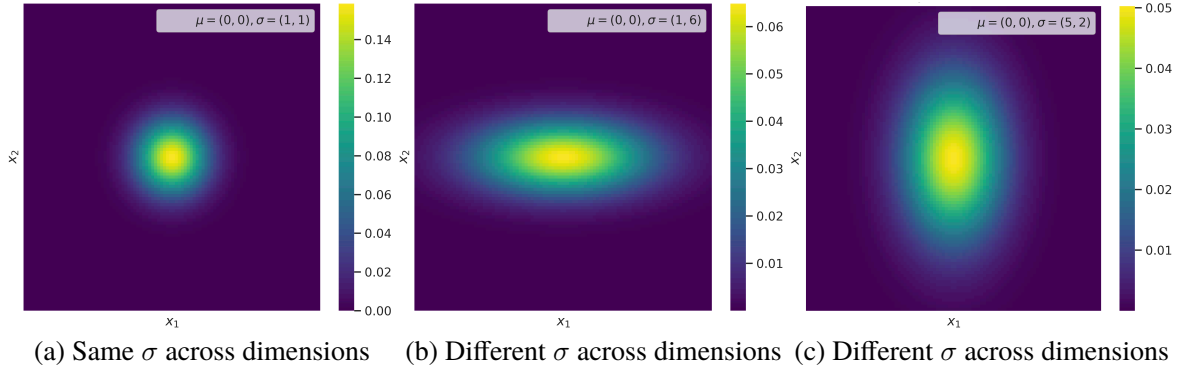 μ = (0, 0), σ = (1, 1)
x₂
x₁
0.14
0.12
0.10
0.08
0.06
0.04
0.02
0.00
(a) Same σ across dimensions
μ = (0, 0), σ = (1, 6)
x₂
x₁
0.06
0.05
0.04
0.03
0.02
0.01
(b) Different σ across dimensions
μ = (0, 0), σ = (5, 2)
x₂
x₁
0.05
0.04
0.03
0.02
0.01
(c) Different σ across dimensions